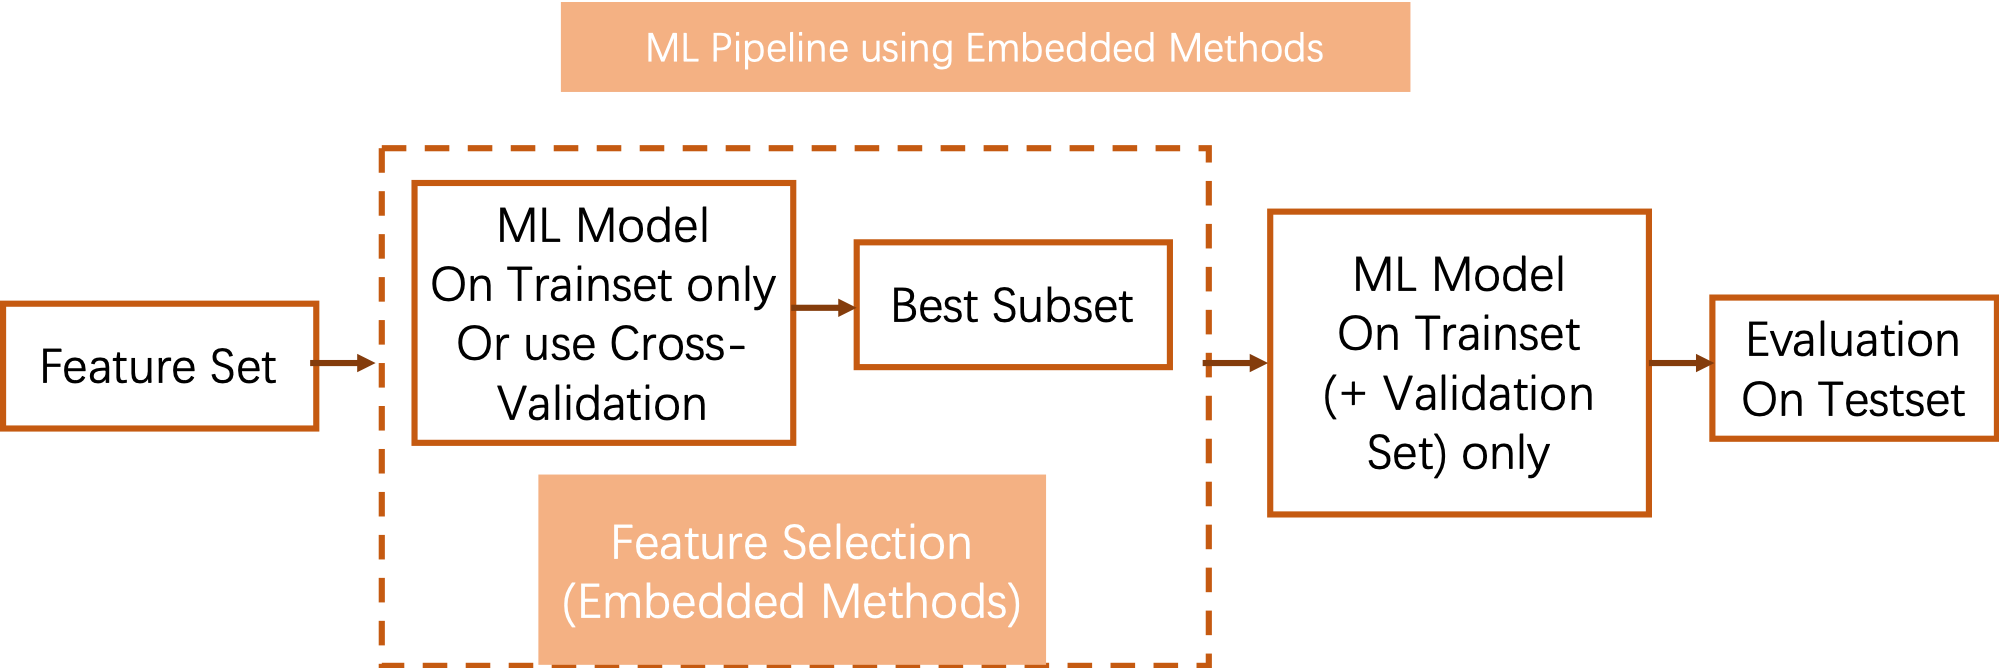 ML Pipeline using Embedded Methods
Feature Set
ML Model
On Trainset only
Or use Cross-
Validation
Best Subset
Feature Selection
(Embedded Methods)
ML Model
On Trainset
(+ Validation
Set) only
Evaluation
On Testset